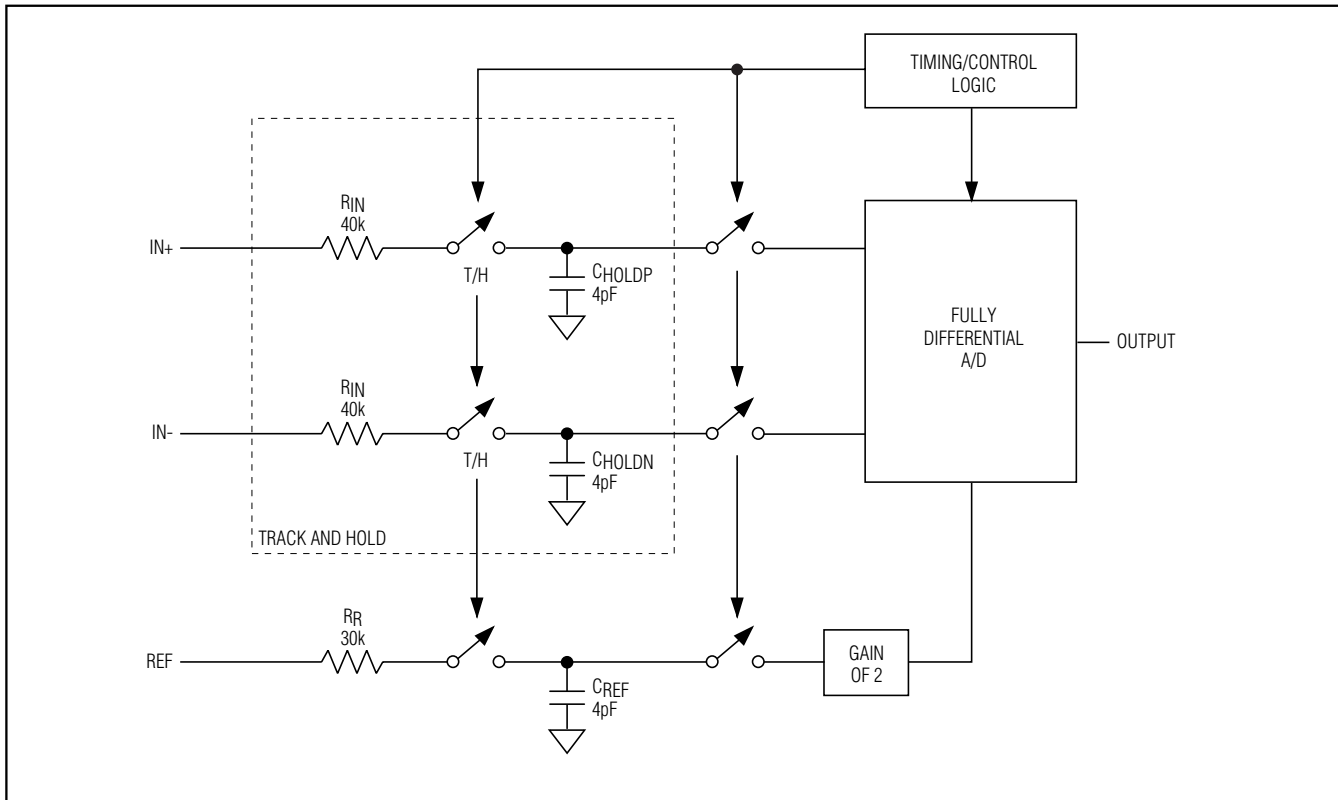 TIMING/CONTROL
LOGIC
RIN
40k
IN+
T/H
CHOLDP
4pF
FULLY
DIFFERENTIAL
A/D
OUTPUT
RIN
40k
IN-
T/H
CHOLDN
4pF
TRACK AND HOLD
RR
30k
REF
CREF
4pF
GAIN
OF 2